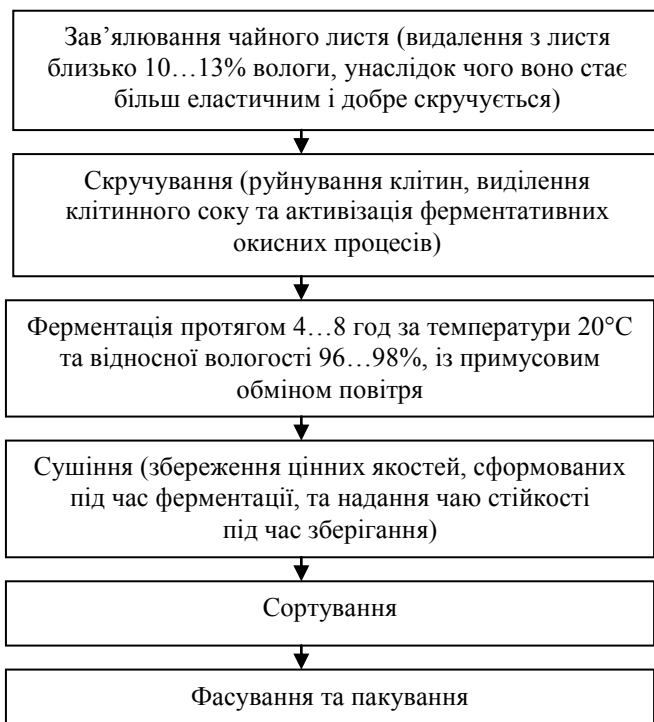 Зав’ялювання чайного листя (видалення з листя
близько 10…13% вологи, унаслідок чого воно стає
більш еластичним і добре скручується)
Скручування (руйнування клітин, виділення
клітинного соку та активізація ферментативних
окисних процесів)
Ферментація протягом 4…8 год за температури 20°С
та відносної вологості 96…98%, із примусовим
обміном повітря
Сушіння (збереження цінних якостей, сформованих
під час ферментації, та надання чаю стійкості
під час зберігання)
Сортування
Фасування та пакування